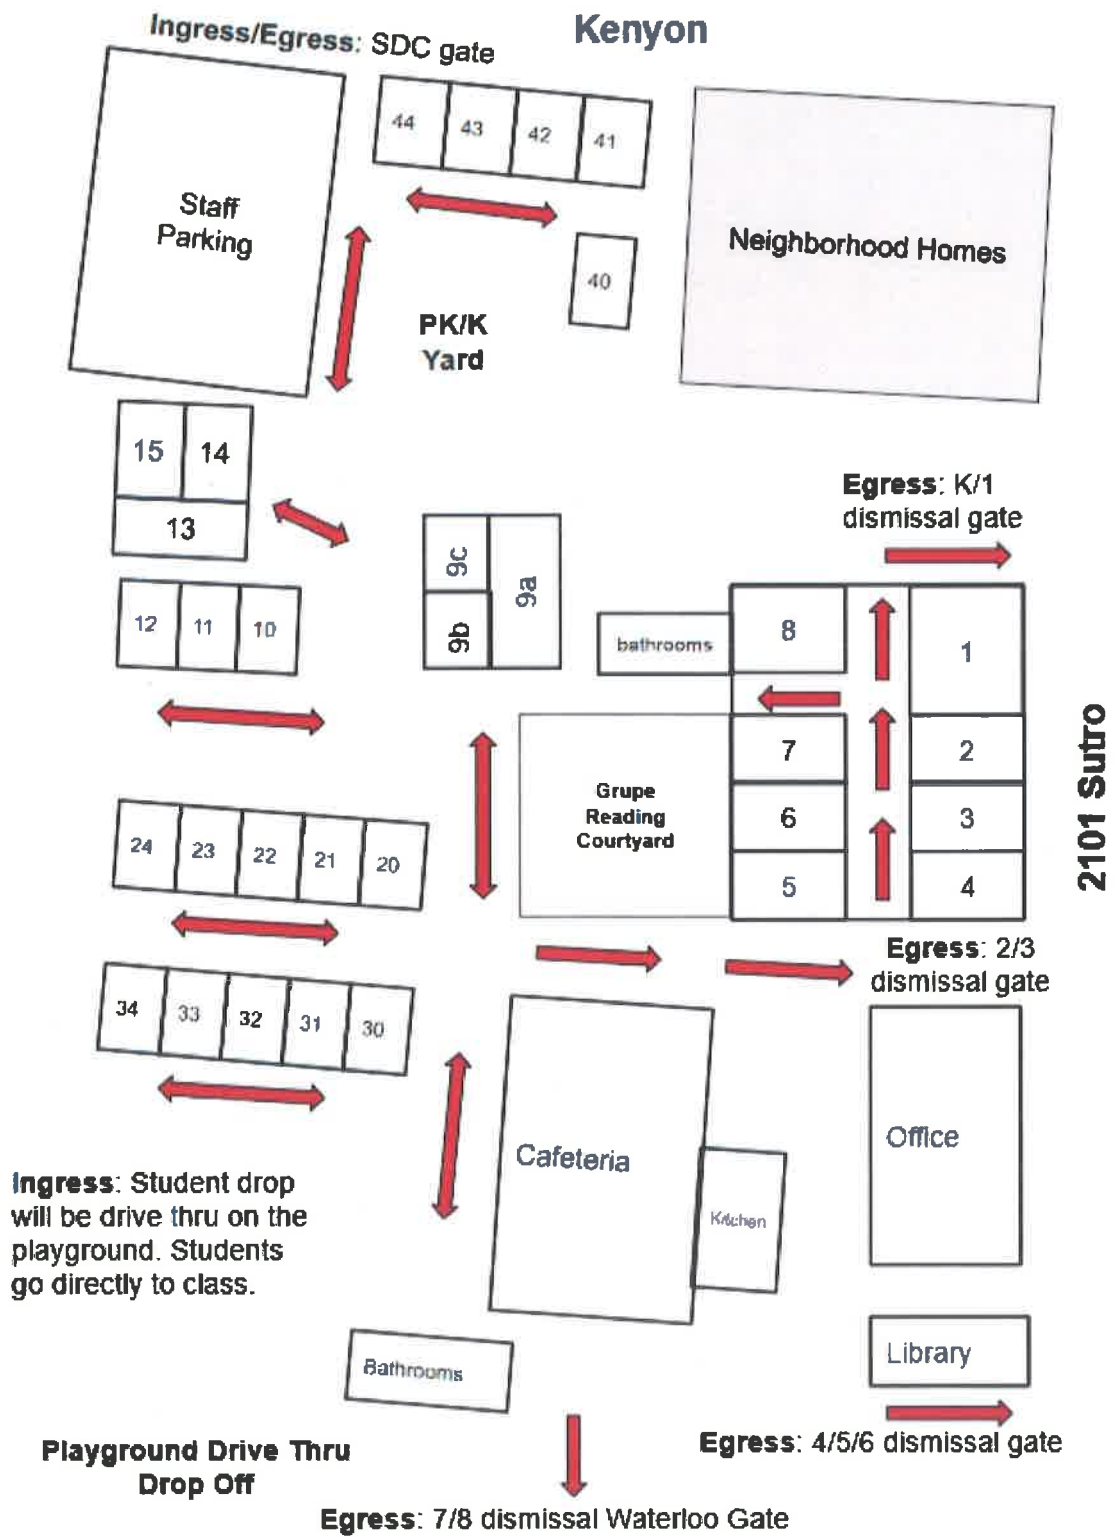 Kenyon
Ingress/Egress: SDC gate
44 43 42 41
Staff
Parking
Neighborhood Homes
40
PK/K
Yard
15 14
13
Egress: K/1
dismissal gate
9c 9a
9b
12 11 10
bathrooms
8 1
7 2
6 3
5 4
Grupe
Reading
Courtyard
2101 Sutro
24 23 22 21 20
Egress: 2/3
dismissal gate
34 33 32 31 30
Cafeteria
Kitchen
Office
Ingress: Student drop
will be drive thru on the
playground. Students
go directly to class.
Library
Bathrooms
Egress: 4/5/6 dismissal gate
Playground Drive Thru
Drop Off
Egress: 7/8 dismissal Waterloo Gate